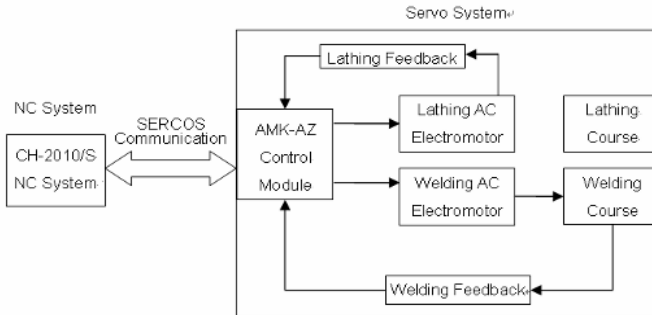 Servo System
Lathing Feedback
NC System
SERCOS
Communication
CH-2010/S
NC System
AMK-AZ
Control
Module
Lathing AC
Electromotor
Lathing
Course
Welding AC
Electromotor
Welding
Course
Welding Feedback